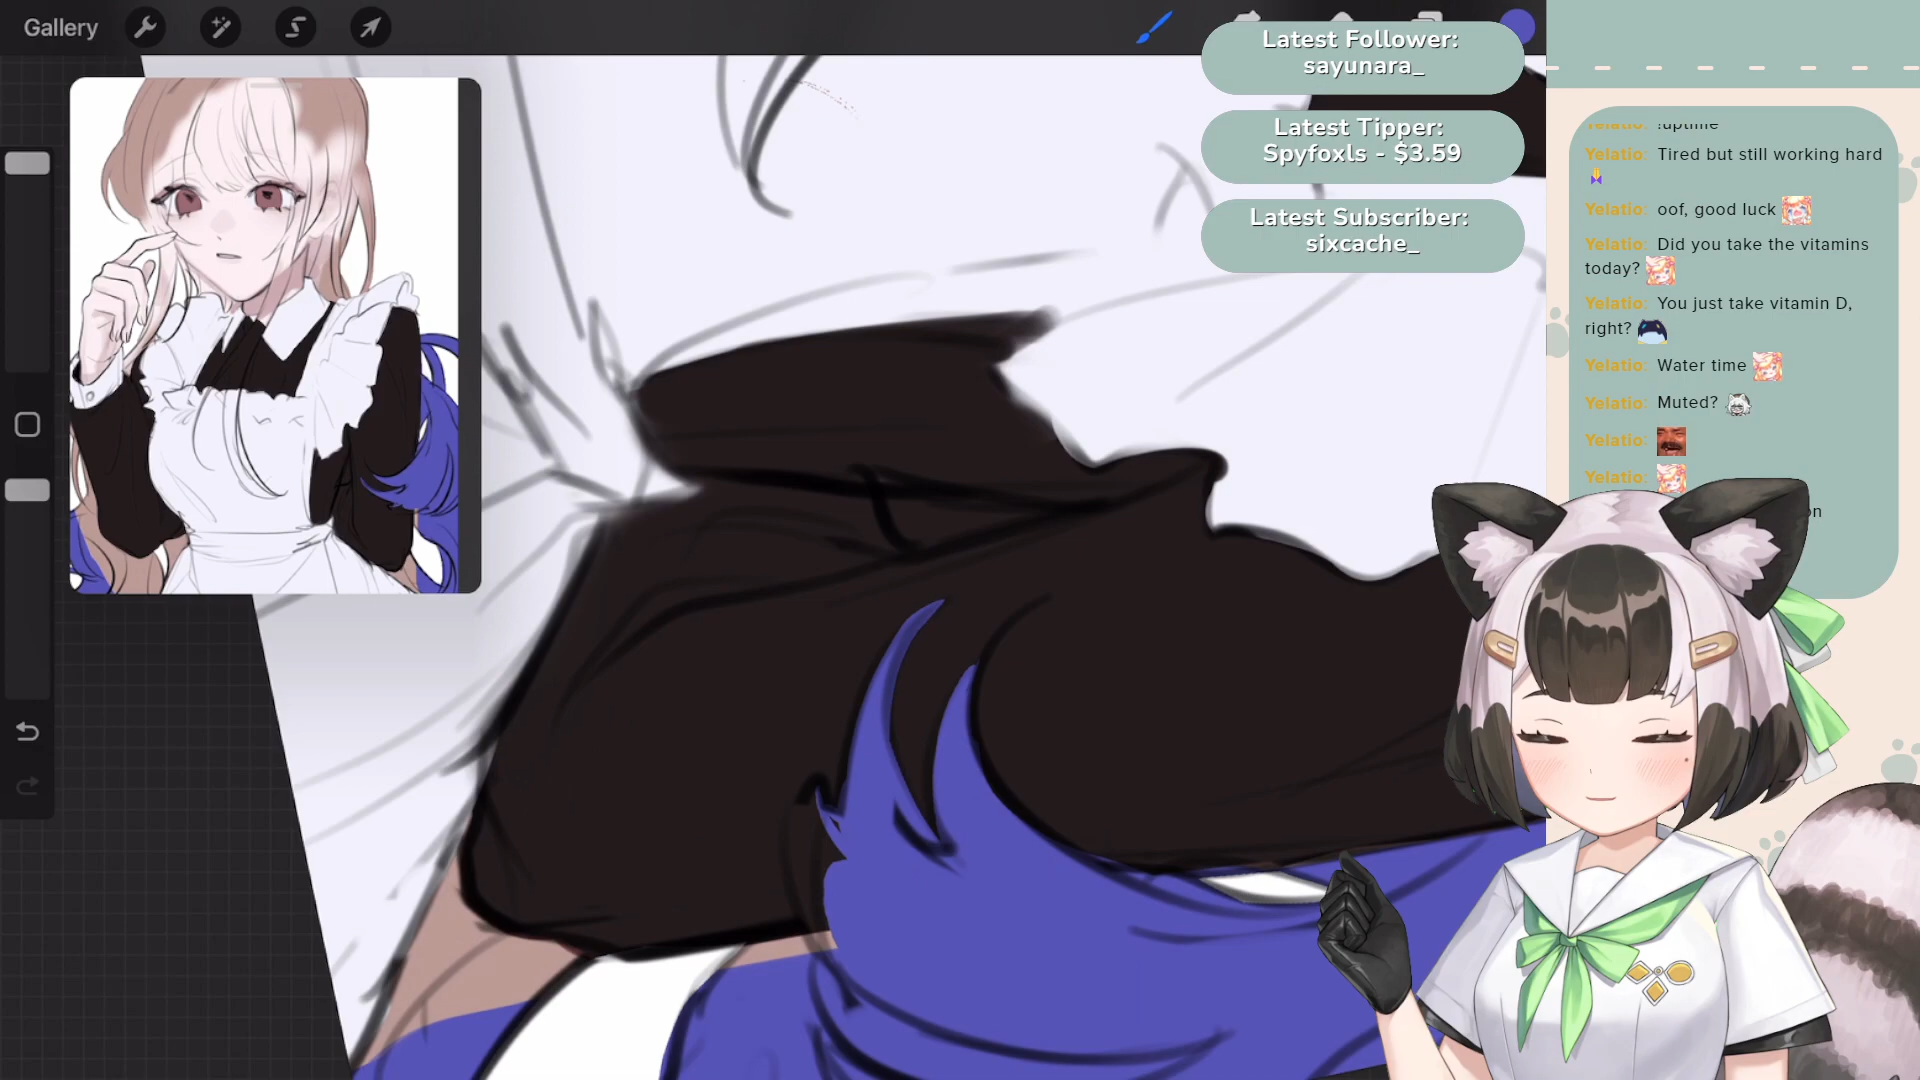 Gallery
Latest Follower:
sayunara_
Latest Tipper:
Spyfoxls - $3.59
Latest Subscriber:
sixcache_
Yelatio: !uptime
Yelatio: Tired but still working hard
Yelatio: oof, good luck
Yelatio: Did you take the vitamins
today?
Yelatio: You just take vitamin D,
right?
Yelatio: Water time
Yelatio: Muted?
Yelatio:
Yelatio: